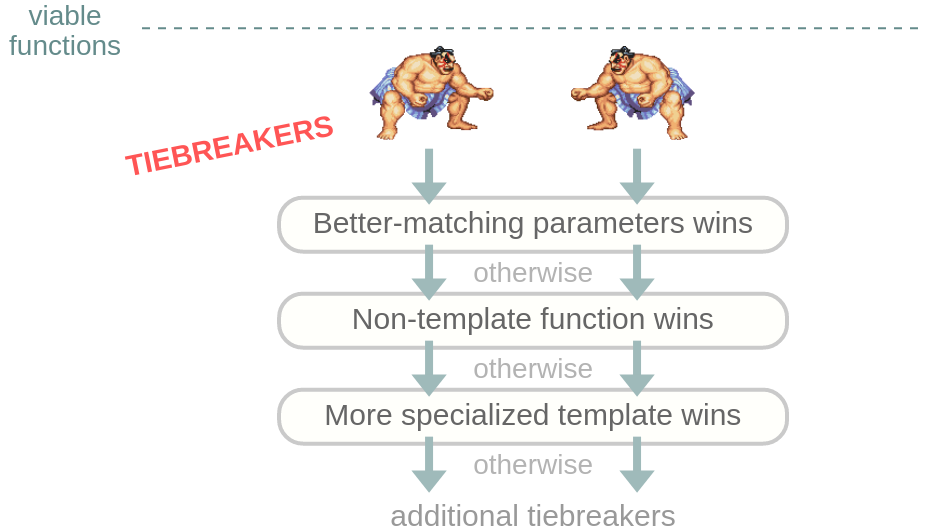 viable
functions
TIEBREAKERS
Better-matching parameters wins
otherwise
Non-template function wins
otherwise
More specialized template wins
otherwise
additional tiebreakers